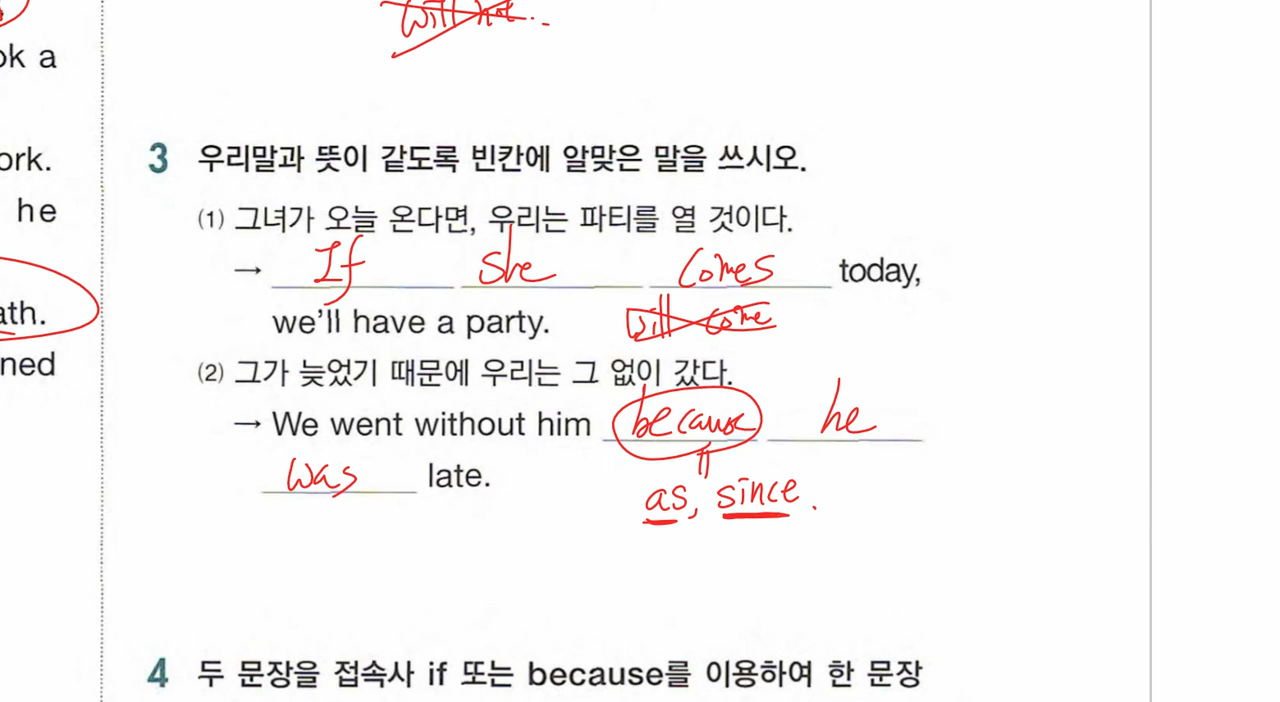 will not...
ok a
ork.
he
ath.
ned
3 우리말과 뜻이 같도록 빈칸에 알맞은 말을 쓰시오.
(1) 그녀가 오늘 온다면, 우리는 파티를 열 것이다.
→ If she comes today,
we'll have a party. will come
(2) 그가 늦었기 때문에 우리는 그 없이 갔다.
→ We went without him because he
was late.
as, since.
4 두 문장을 접속사 if 또는 because를 이용하여 한 문장